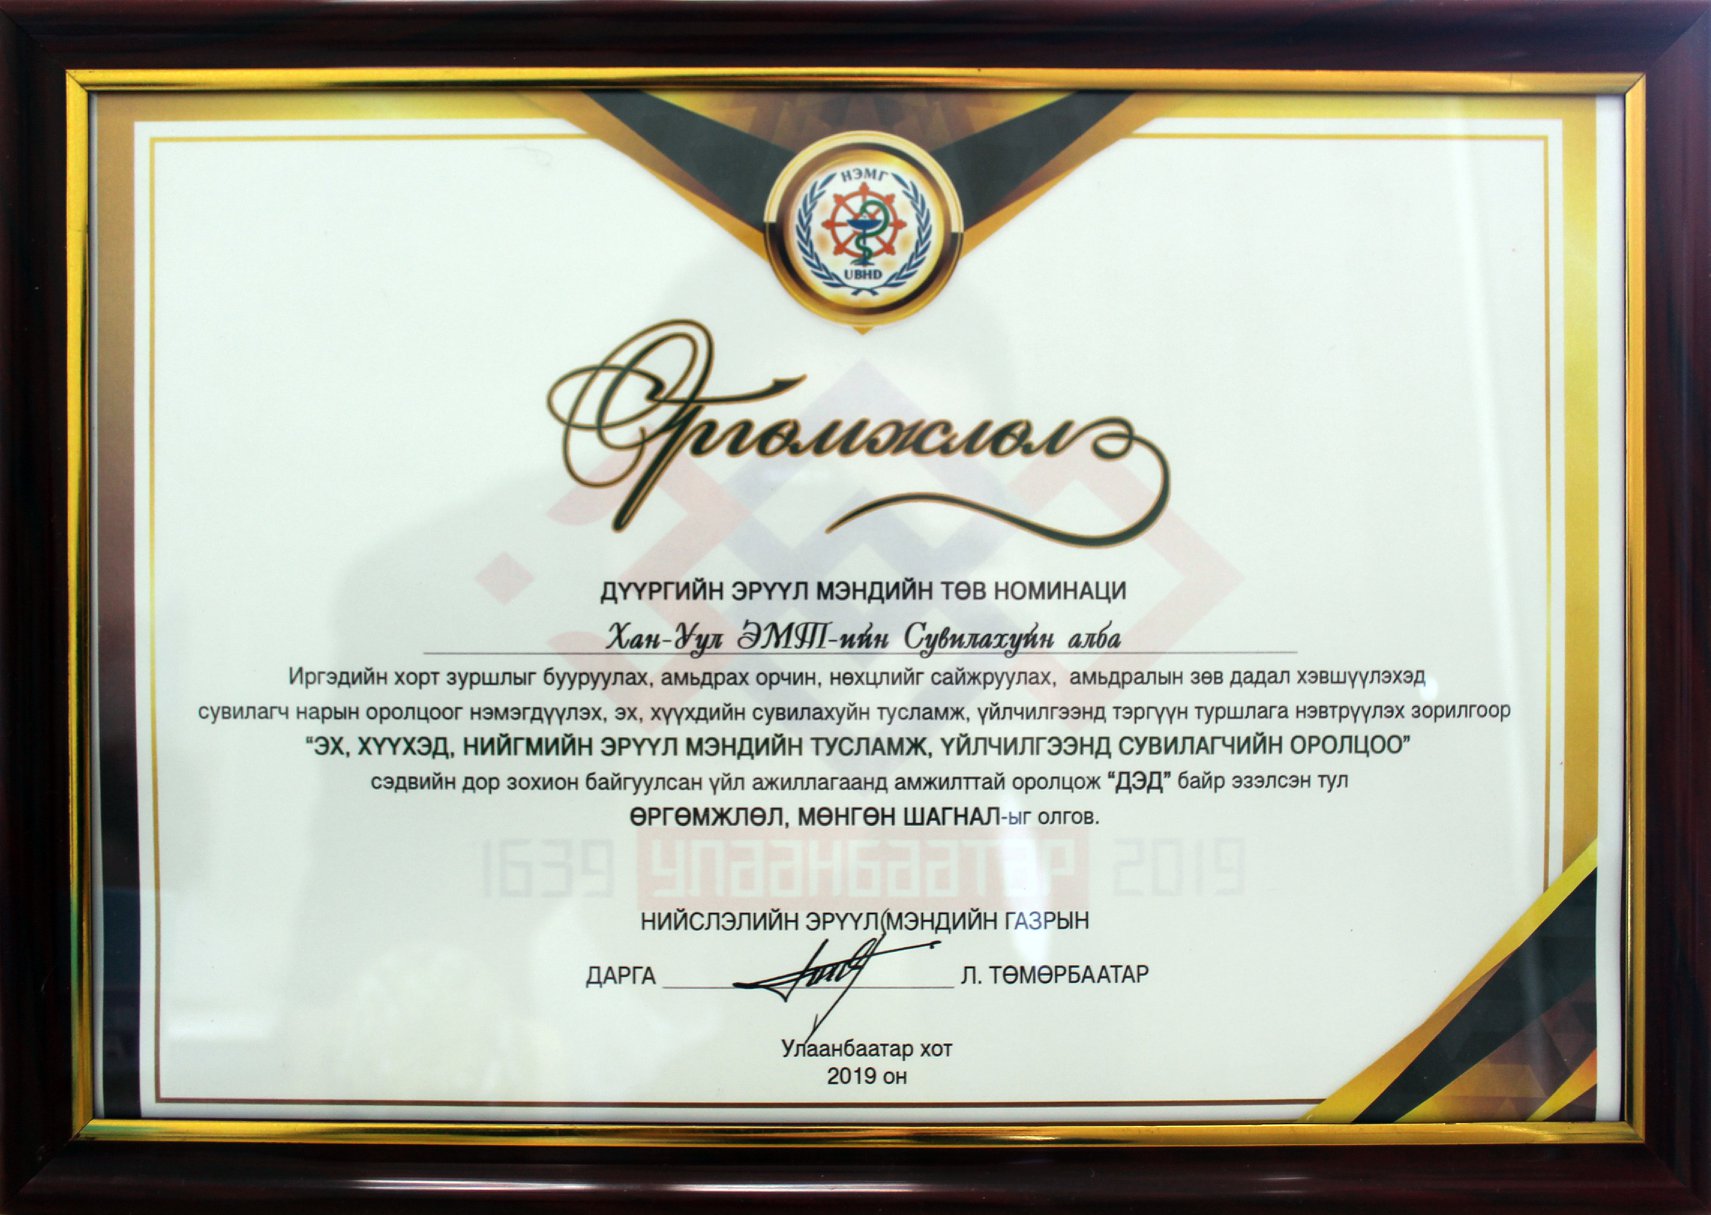 НЭМГ
UBHD
Өргөмжлөл
ДҮҮРГИЙН ЭРҮҮЛ МЭНДИЙН ТӨВ НОМИНАЦИ
Хан-Уул ЭМТ-ийн Сувилахуйн алба
Иргэдийн хорт зуршлыг бууруулах, амьдрах орчин, нөхцлийг сайжруулах, амьдралын зөв дадал хэвшүүлэхэд
сувилагч нарын оролцоог нэмэгдүүлэх, эх, хүүхдийн сувилахуйн тусламж, үйлчилгээнд тэргүүн туршлага нэвтрүүлэх зорилгоор
“ЭХ, ХҮҮХЭД, НИЙГМИЙН ЭРҮҮЛ МЭНДИЙН ТУСЛАМЖ, ҮЙЛЧИЛГЭЭНД СУВИЛАГЧИЙН ОРОЛЦОО”
сэдвийн дор зохион байгуулсан үйл ажиллагаанд амжилттай оролцож “ДЭД” байр эзэлсэн тул
ӨРГӨМЖЛӨЛ, МӨНГӨН ШАГНАЛ-ыг олгов.
1639 УЛААНБААТАР 2019
НИЙСЛЭЛИЙН ЭРҮҮЛ МЭНДИЙН ГАЗРЫН
ДАРГА Л. ТӨМӨРБААТАР
Улаанбаатар хот
2019 он